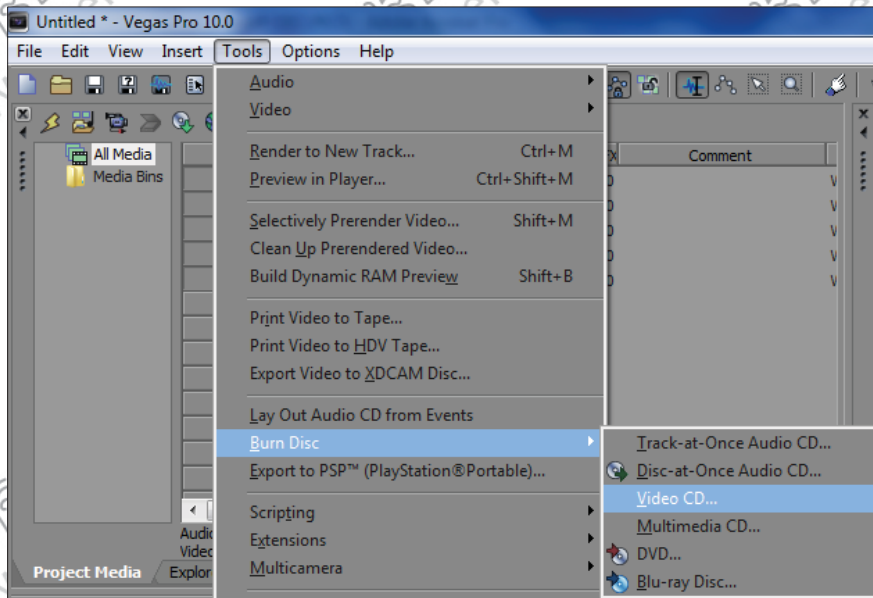 Untitled * - Vegas Pro 10.0
File Edit View Insert Tools Options Help
Audio
Video
All Media
Media Bins
Render to New Track... Ctrl+M
Preview in Player... Ctrl+Shift+M
Comment
Selectively Prerender Video... Shift+M
Clean Up Prerendered Video...
Build Dynamic RAM Preview Shift+B
Print Video to Tape...
Print Video to HDV Tape...
Export Video to XDCAM Disc...
Lay Out Audio CD from Events
Burn Disc
Export to PSP™ (PlayStation®Portable)...
Scripting
Extensions
Multicamera
Track-at-Once Audio CD...
Disc-at-Once Audio CD...
Video CD...
Multimedia CD...
DVD...
Blu-ray Disc...
Project Media